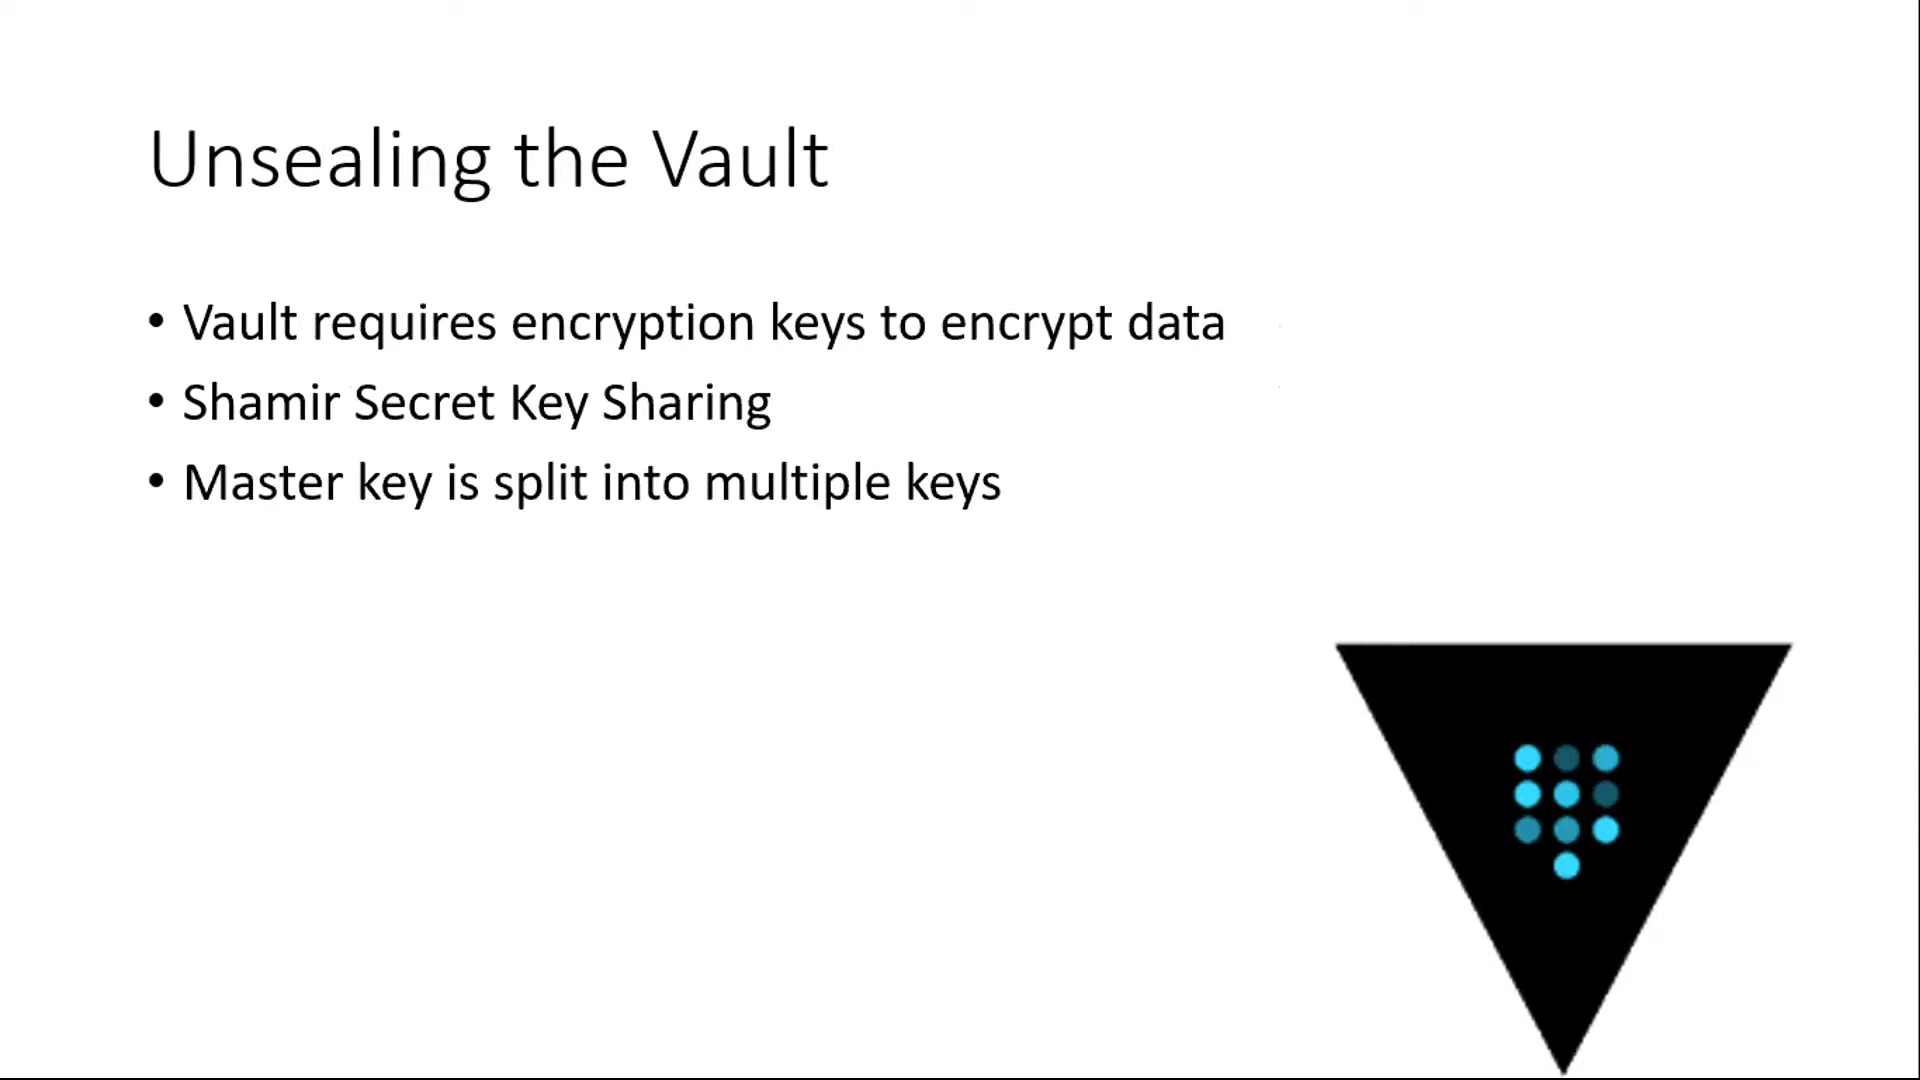 Unsealing the Vault
• Vault requires encryption keys to encrypt data
• Shamir Secret Key Sharing
• Master key is split into multiple keys